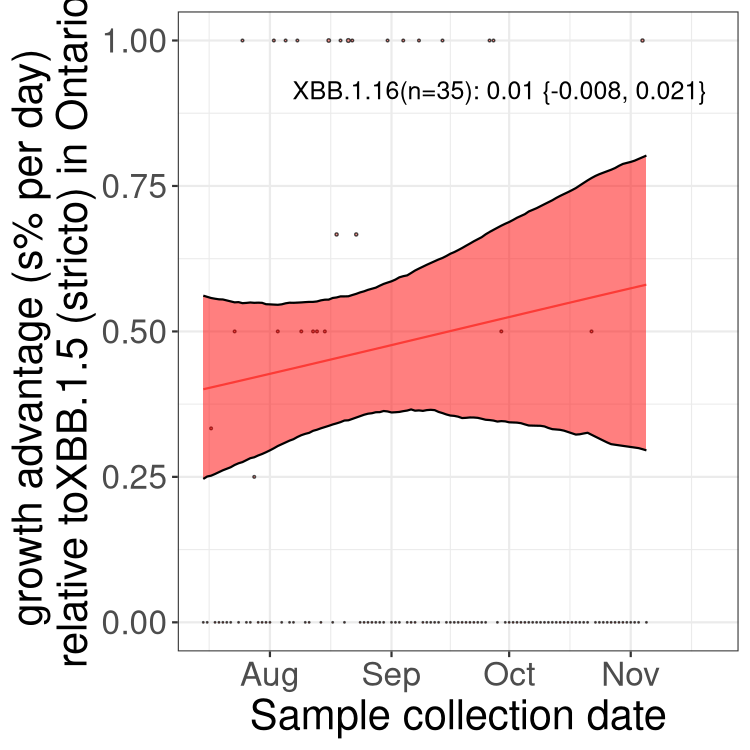 growth advantage (s% per day)
relative toXBB.1.5 (stricto) in Ontario
1.00
XBB.1.16(n=35): 0.01 {-0.008, 0.021}
0.75
0.50
0.25
0.00
Aug Sep Oct Nov
Sample collection date